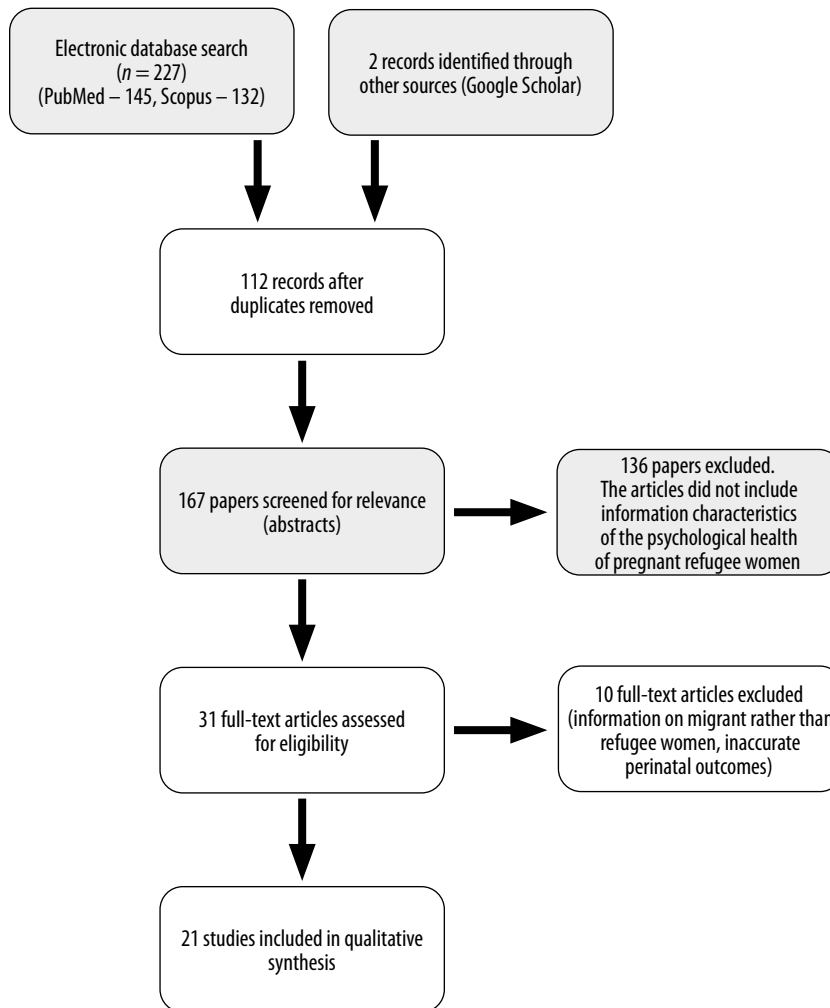 Electronic database search
(n = 227)
(PubMed – 145, Scopus – 132)
2 records identified through
other sources (Google Scholar)
112 records after
duplicates removed
167 papers screened for relevance
(abstracts)
136 papers excluded.
The articles did not include
information characteristics
of the psychological health
of pregnant refugee women
31 full-text articles assessed
for eligibility
10 full-text articles excluded
(information on migrant rather than
refugee women, inaccurate
perinatal outcomes)
21 studies included in qualitative
synthesis